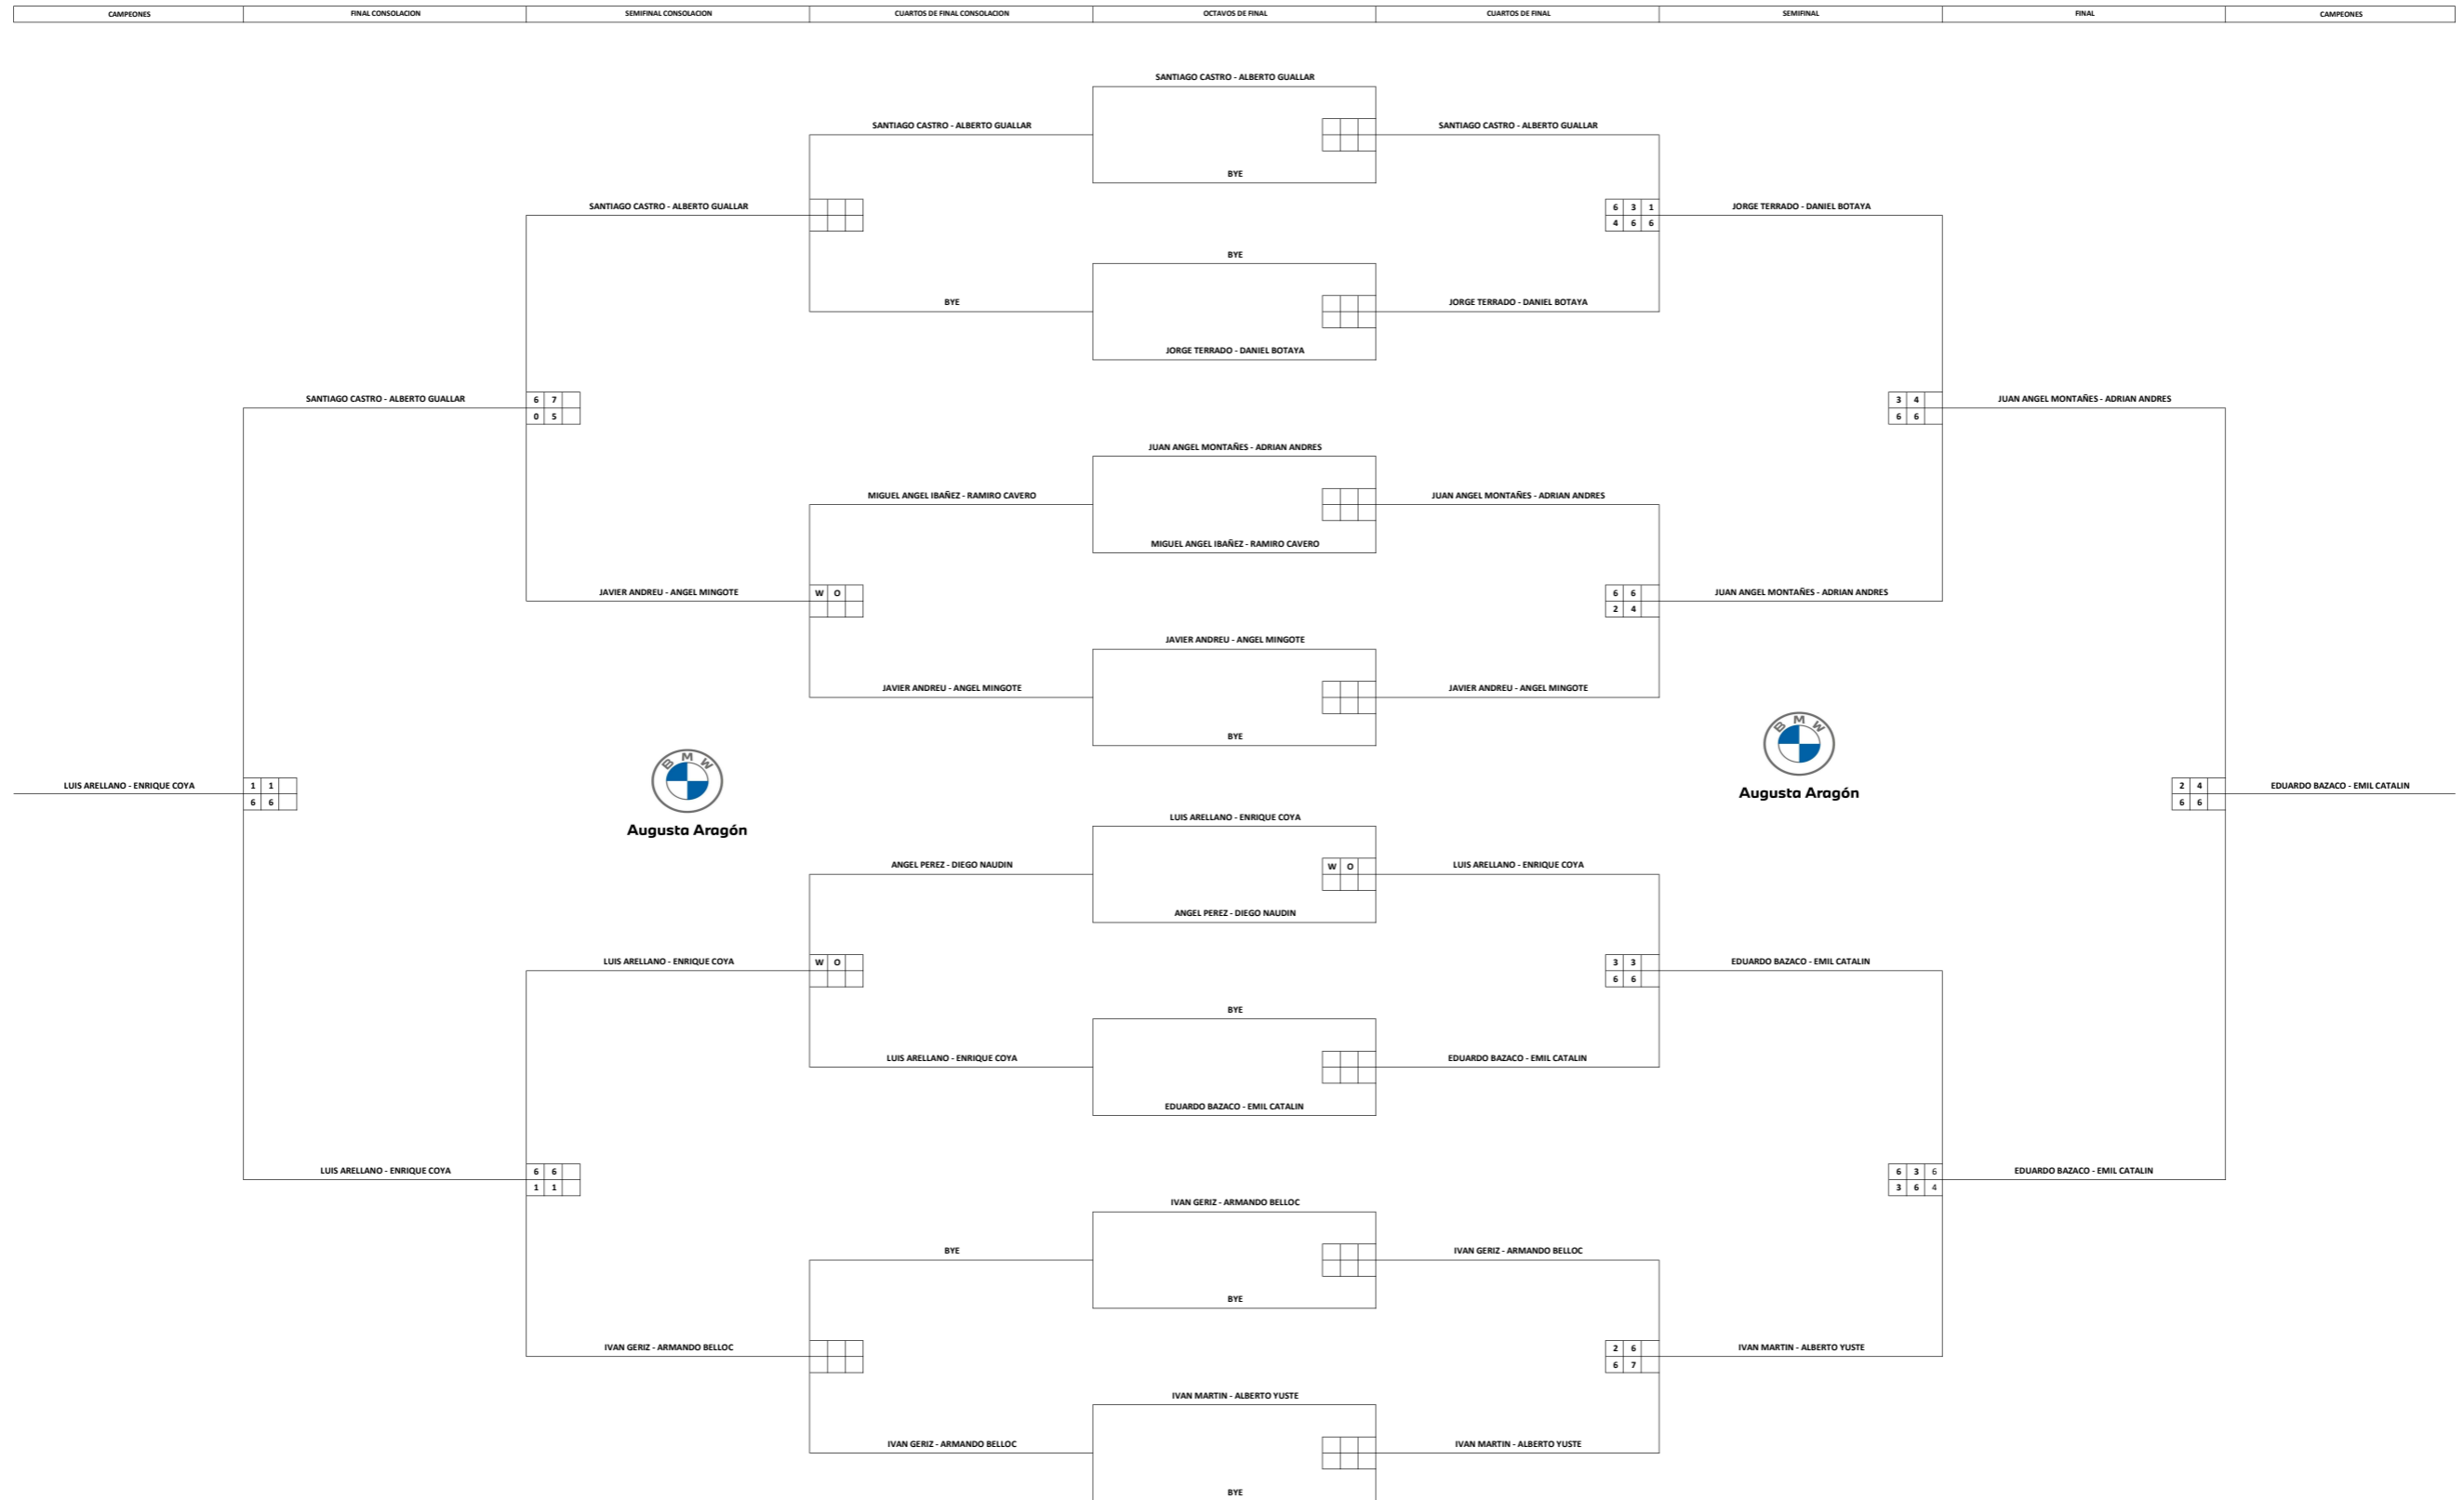 CAMPEONES FINAL CONSOLACION SEMIFINAL CONSOLACION CUARTOS DE FINAL CONSOLACION OCTAVOS DE FINAL CUARTOS DE FINAL SEMIFINAL FINAL CAMPEONES
SANTIAGO CASTRO - ALBERTO GUALLAR
SANTIAGO CASTRO - ALBERTO GUALLAR SANTIAGO CASTRO - ALBERTO GUALLAR
BYE
SANTIAGO CASTRO - ALBERTO GUALLAR 6 3 1 JORGE TERRADO - DANIEL BOTAYA
4 6 6
BYE
BYE JORGE TERRADO - DANIEL BOTAYA
JORGE TERRADO - DANIEL BOTAYA
SANTIAGO CASTRO - ALBERTO GUALLAR 6 7 3 4 JUAN ANGEL MONTAÑES - ADRIAN ANDRES
0 5 6 6
JUAN ANGEL MONTAÑES - ADRIAN ANDRES
MIGUEL ANGEL IBAÑEZ - RAMIRO CAVERO JUAN ANGEL MONTAÑES - ADRIAN ANDRES
MIGUEL ANGEL IBAÑEZ - RAMIRO CAVERO
JAVIER ANDREU - ANGEL MINGOTE W O 6 6 JUAN ANGEL MONTAÑES - ADRIAN ANDRES
2 4
JAVIER ANDREU - ANGEL MINGOTE
JAVIER ANDREU - ANGEL MINGOTE JAVIER ANDREU - ANGEL MINGOTE
BMW
BYE
BMW
LUIS ARELLANO - ENRIQUE COYA 1 1 Augusta Aragón 2 4 EDUARDO BAZACO - EMIL CATALIN
6 6 6 6
LUIS ARELLANO - ENRIQUE COYA
Augusta Aragón
ANGEL PEREZ - DIEGO NAUDIN W O LUIS ARELLANO - ENRIQUE COYA
ANGEL PEREZ - DIEGO NAUDIN
LUIS ARELLANO - ENRIQUE COYA W O 3 3 EDUARDO BAZACO - EMIL CATALIN
6 6
BYE
LUIS ARELLANO - ENRIQUE COYA EDUARDO BAZACO - EMIL CATALIN
EDUARDO BAZACO - EMIL CATALIN
LUIS ARELLANO - ENRIQUE COYA 6 6 6 3 6 EDUARDO BAZACO - EMIL CATALIN
1 1 3 6 4
IVAN GERIZ - ARMANDO BELLOC
BYE IVAN GERIZ - ARMANDO BELLOC
BYE
IVAN GERIZ - ARMANDO BELLOC 2 6 IVAN MARTIN - ALBERTO YUSTE
6 7
IVAN MARTIN - ALBERTO YUSTE
IVAN GERIZ - ARMANDO BELLOC IVAN MARTIN - ALBERTO YUSTE
BYE